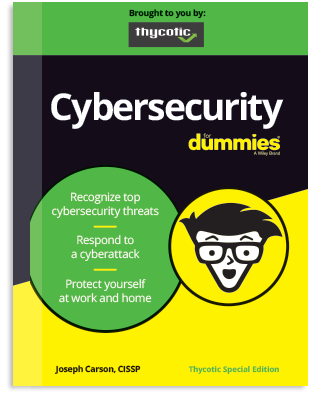 Brought to you by:
thycotic
Cybersecurity
for
dummies
A Wiley Brand
Recognize top
cybersecurity threats
Respond to
a cyberattack
Protect yourself
at work and home
Joseph Carson, CISSP
Thycotic Special Edition